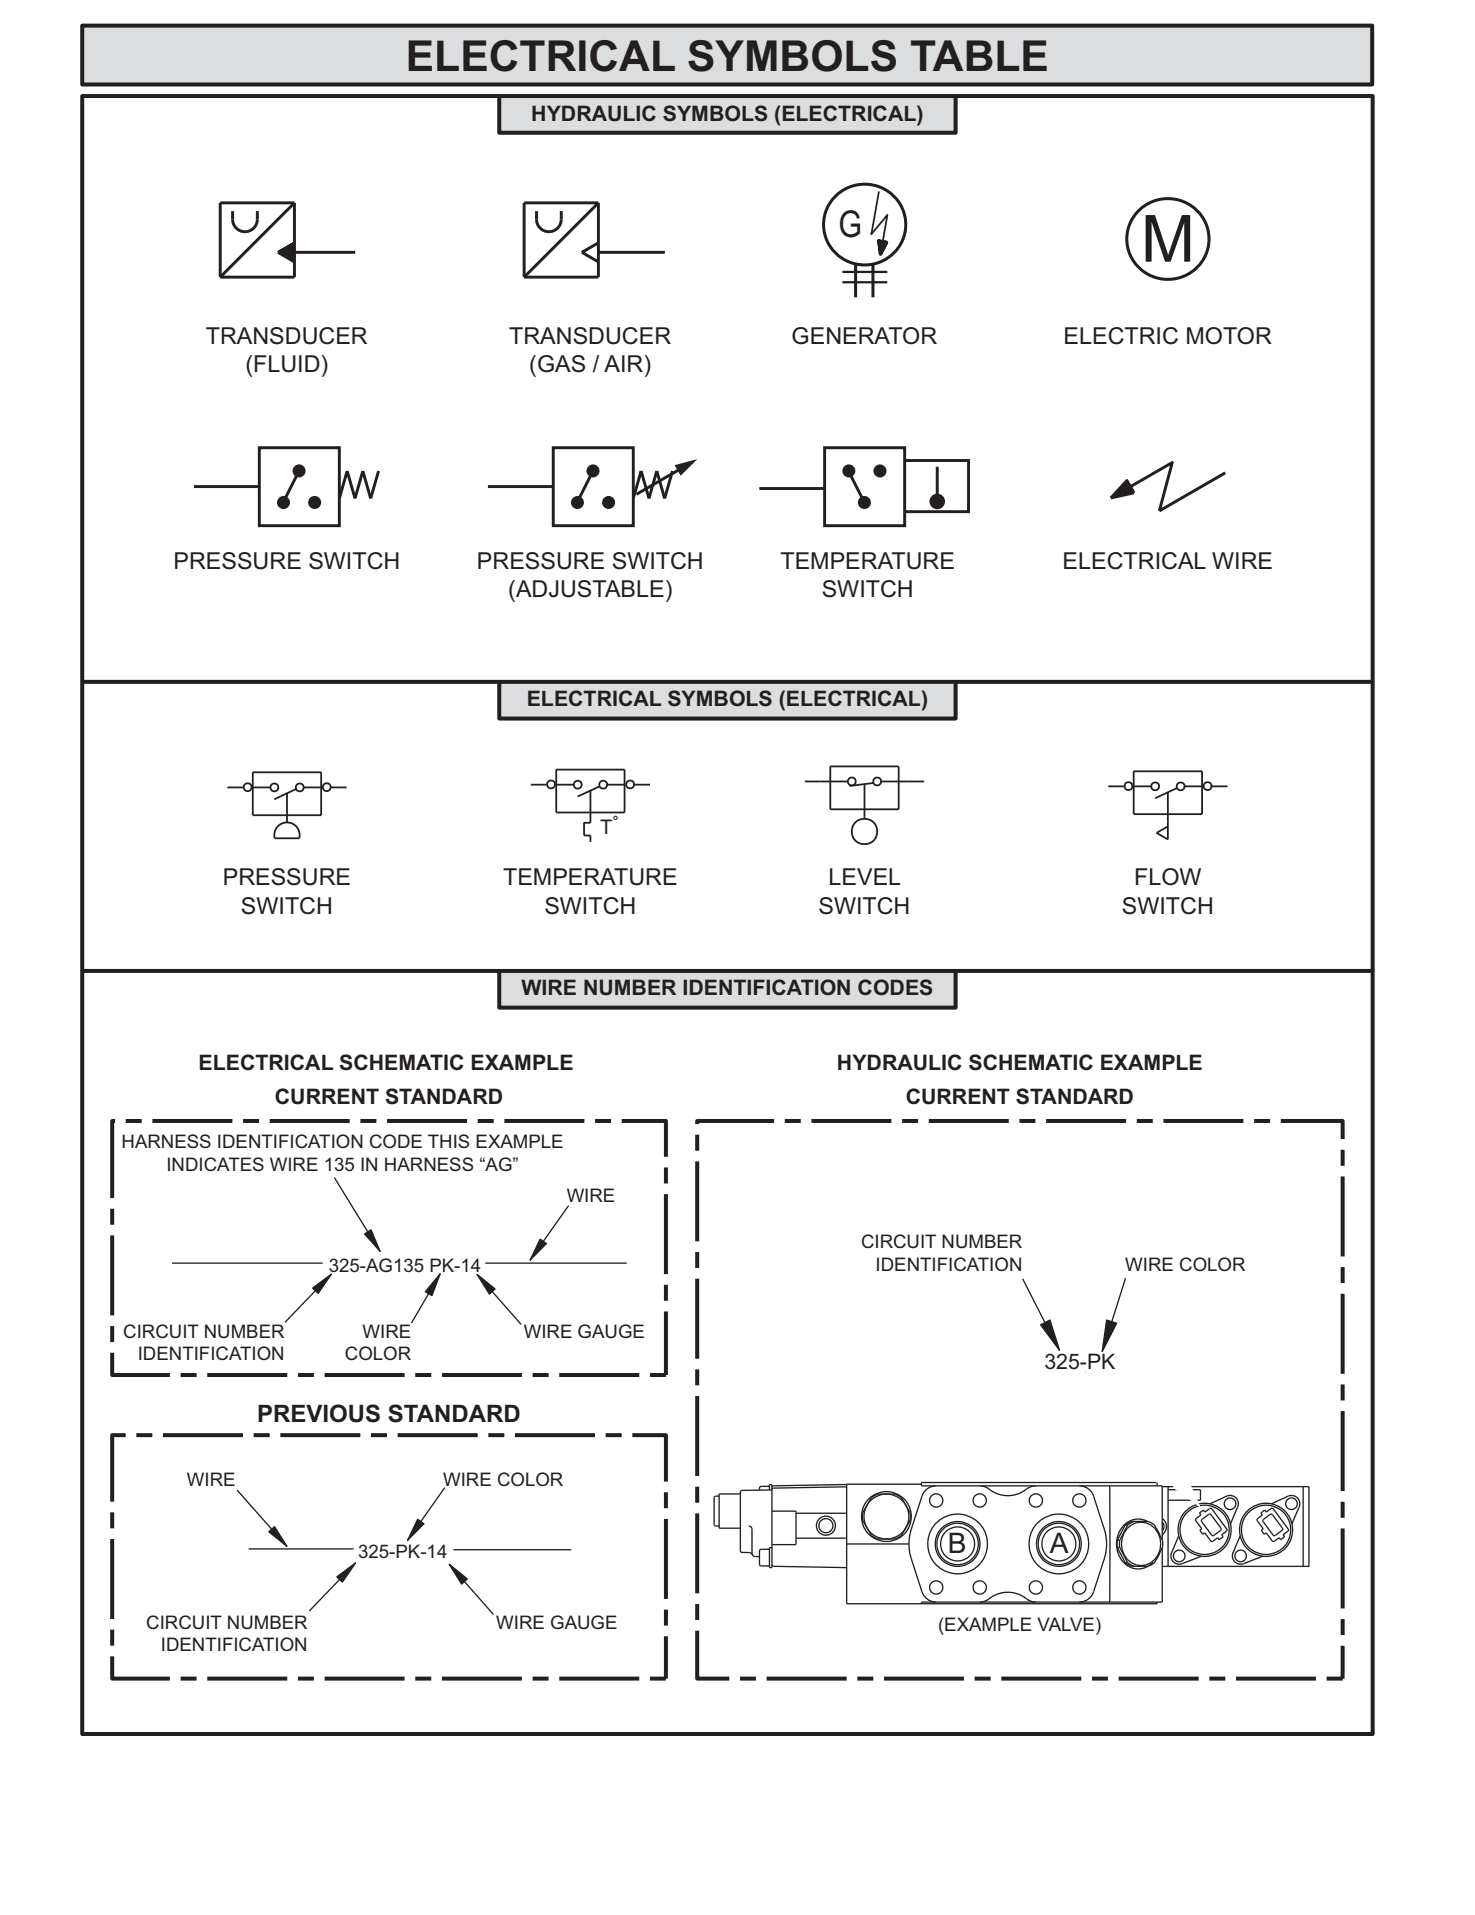 ELECTRICAL SYMBOLS TABLE
HYDRAULIC SYMBOLS (ELECTRICAL)
G
M
TRANSDUCER
(FLUID)
TRANSDUCER
(GAS / AIR)
GENERATOR
ELECTRIC MOTOR
PRESSURE SWITCH
PRESSURE SWITCH
(ADJUSTABLE)
TEMPERATURE
SWITCH
ELECTRICAL WIRE
ELECTRICAL SYMBOLS (ELECTRICAL)
T°
PRESSURE
SWITCH
TEMPERATURE
SWITCH
LEVEL
SWITCH
FLOW
SWITCH
WIRE NUMBER IDENTIFICATION CODES
ELECTRICAL SCHEMATIC EXAMPLE
CURRENT STANDARD
HARNESS IDENTIFICATION CODE THIS EXAMPLE
INDICATES WIRE 135 IN HARNESS “AG”
WIRE
325-AG135 PK-14
CIRCUIT NUMBER
IDENTIFICATION
WIRE
COLOR
WIRE GAUGE
PREVIOUS STANDARD
WIRE
WIRE COLOR
325-PK-14
CIRCUIT NUMBER
IDENTIFICATION
WIRE GAUGE
HYDRAULIC SCHEMATIC EXAMPLE
CURRENT STANDARD
CIRCUIT NUMBER
IDENTIFICATION
WIRE COLOR
325-PK
B
A
(EXAMPLE VALVE)